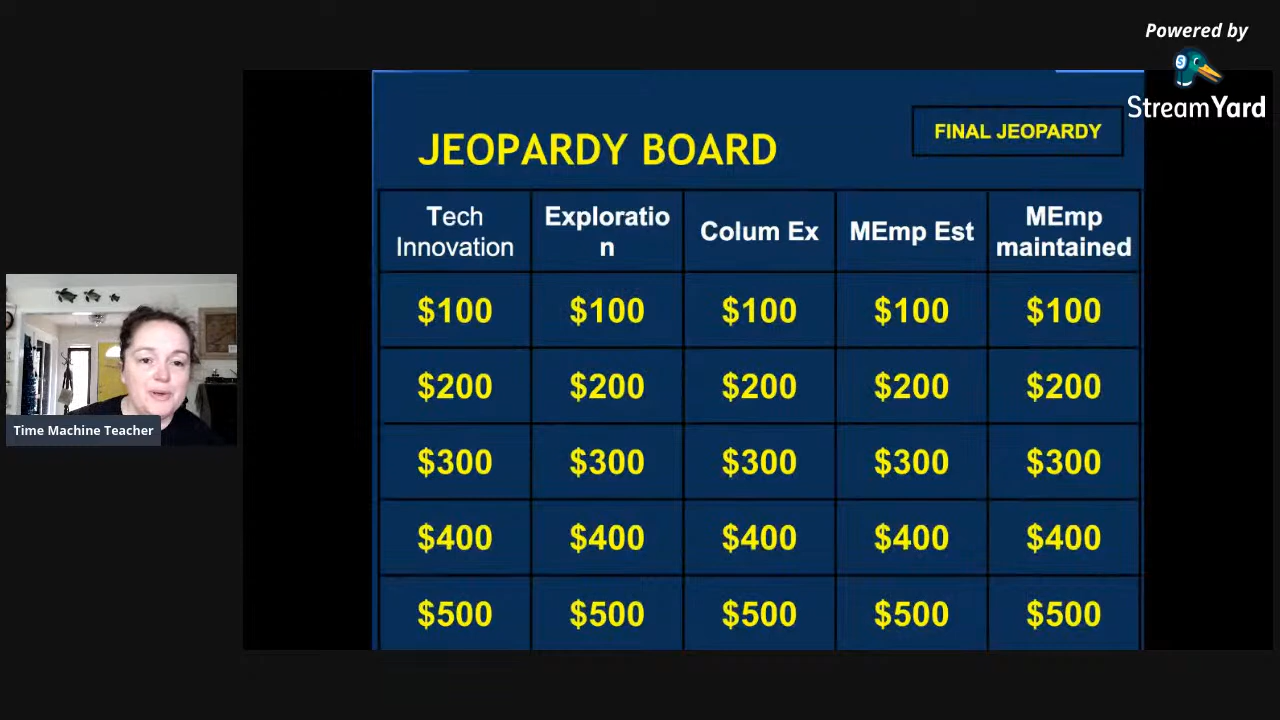 Powered by
StreamYard
FINAL JEOPARDY
JEOPARDY BOARD
Tech
Innovation
Exploratio
n
Colum Ex
MEmp Est
MEmp
maintained
$100 $100 $100 $100 $100
$200 $200 $200 $200 $200
$300 $300 $300 $300 $300
$400 $400 $400 $400 $400
$500 $500 $500 $500 $500
Time Machine Teacher